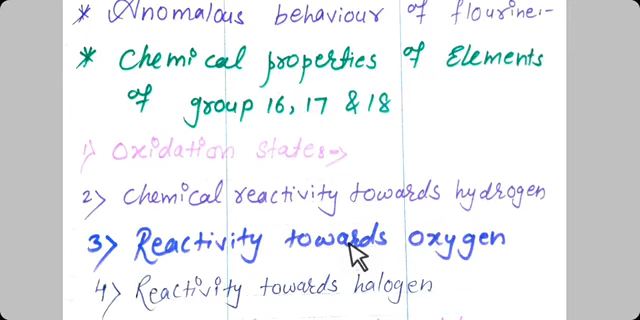 * Anomalous behaviour of flourine:-
* Chemical properties of Elements
of group 16, 17 & 18
1) Oxidation States->
2) Chemical reactivity towards hydrogen
3) Reactivity towards oxygen
4) Reactivity towards halogen